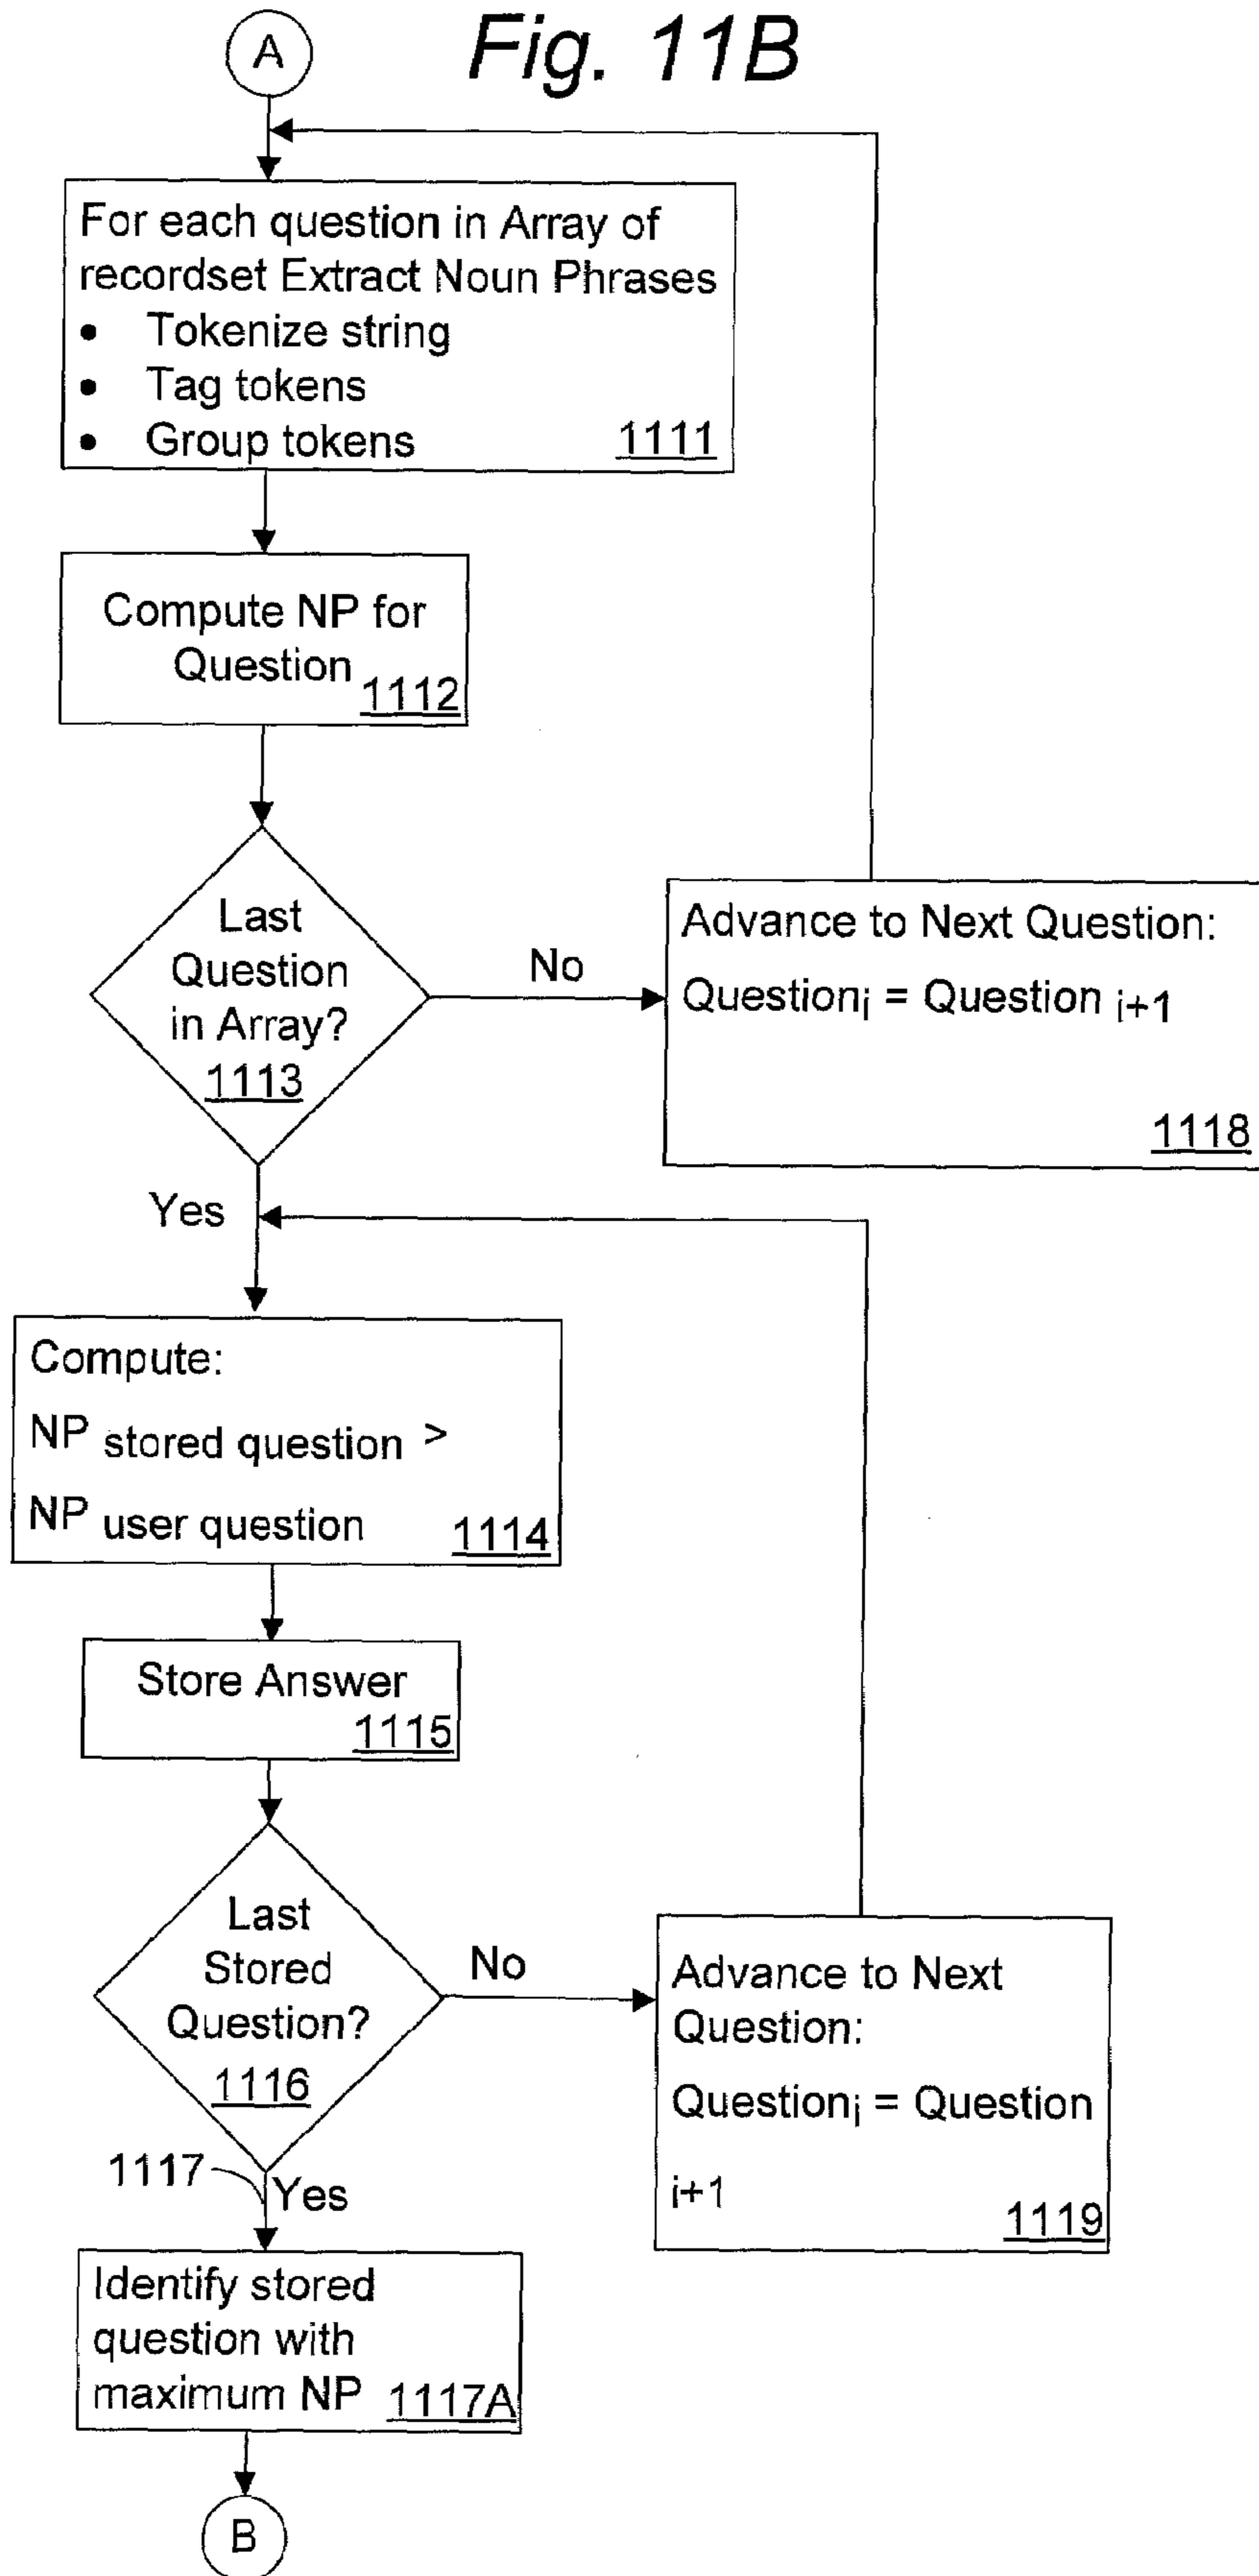 Fig. 11B
A
For each question in Array of
recordset Extract Noun Phrases
• Tokenize string
• Tag tokens
• Group tokens 1111
Compute NP for
Question 1112
Last
Question
in Array?
1113
No
Advance to Next Question:
Questioni = Question i+1
1118
Yes
Compute:
NP stored question >
NP user question 1114
Store Answer
1115
Last
Stored
Question?
1116
No
Advance to Next
Question:
Questioni = Question
i+1
1119
1117
Yes
Identify stored
question with
maximum NP 1117A
B